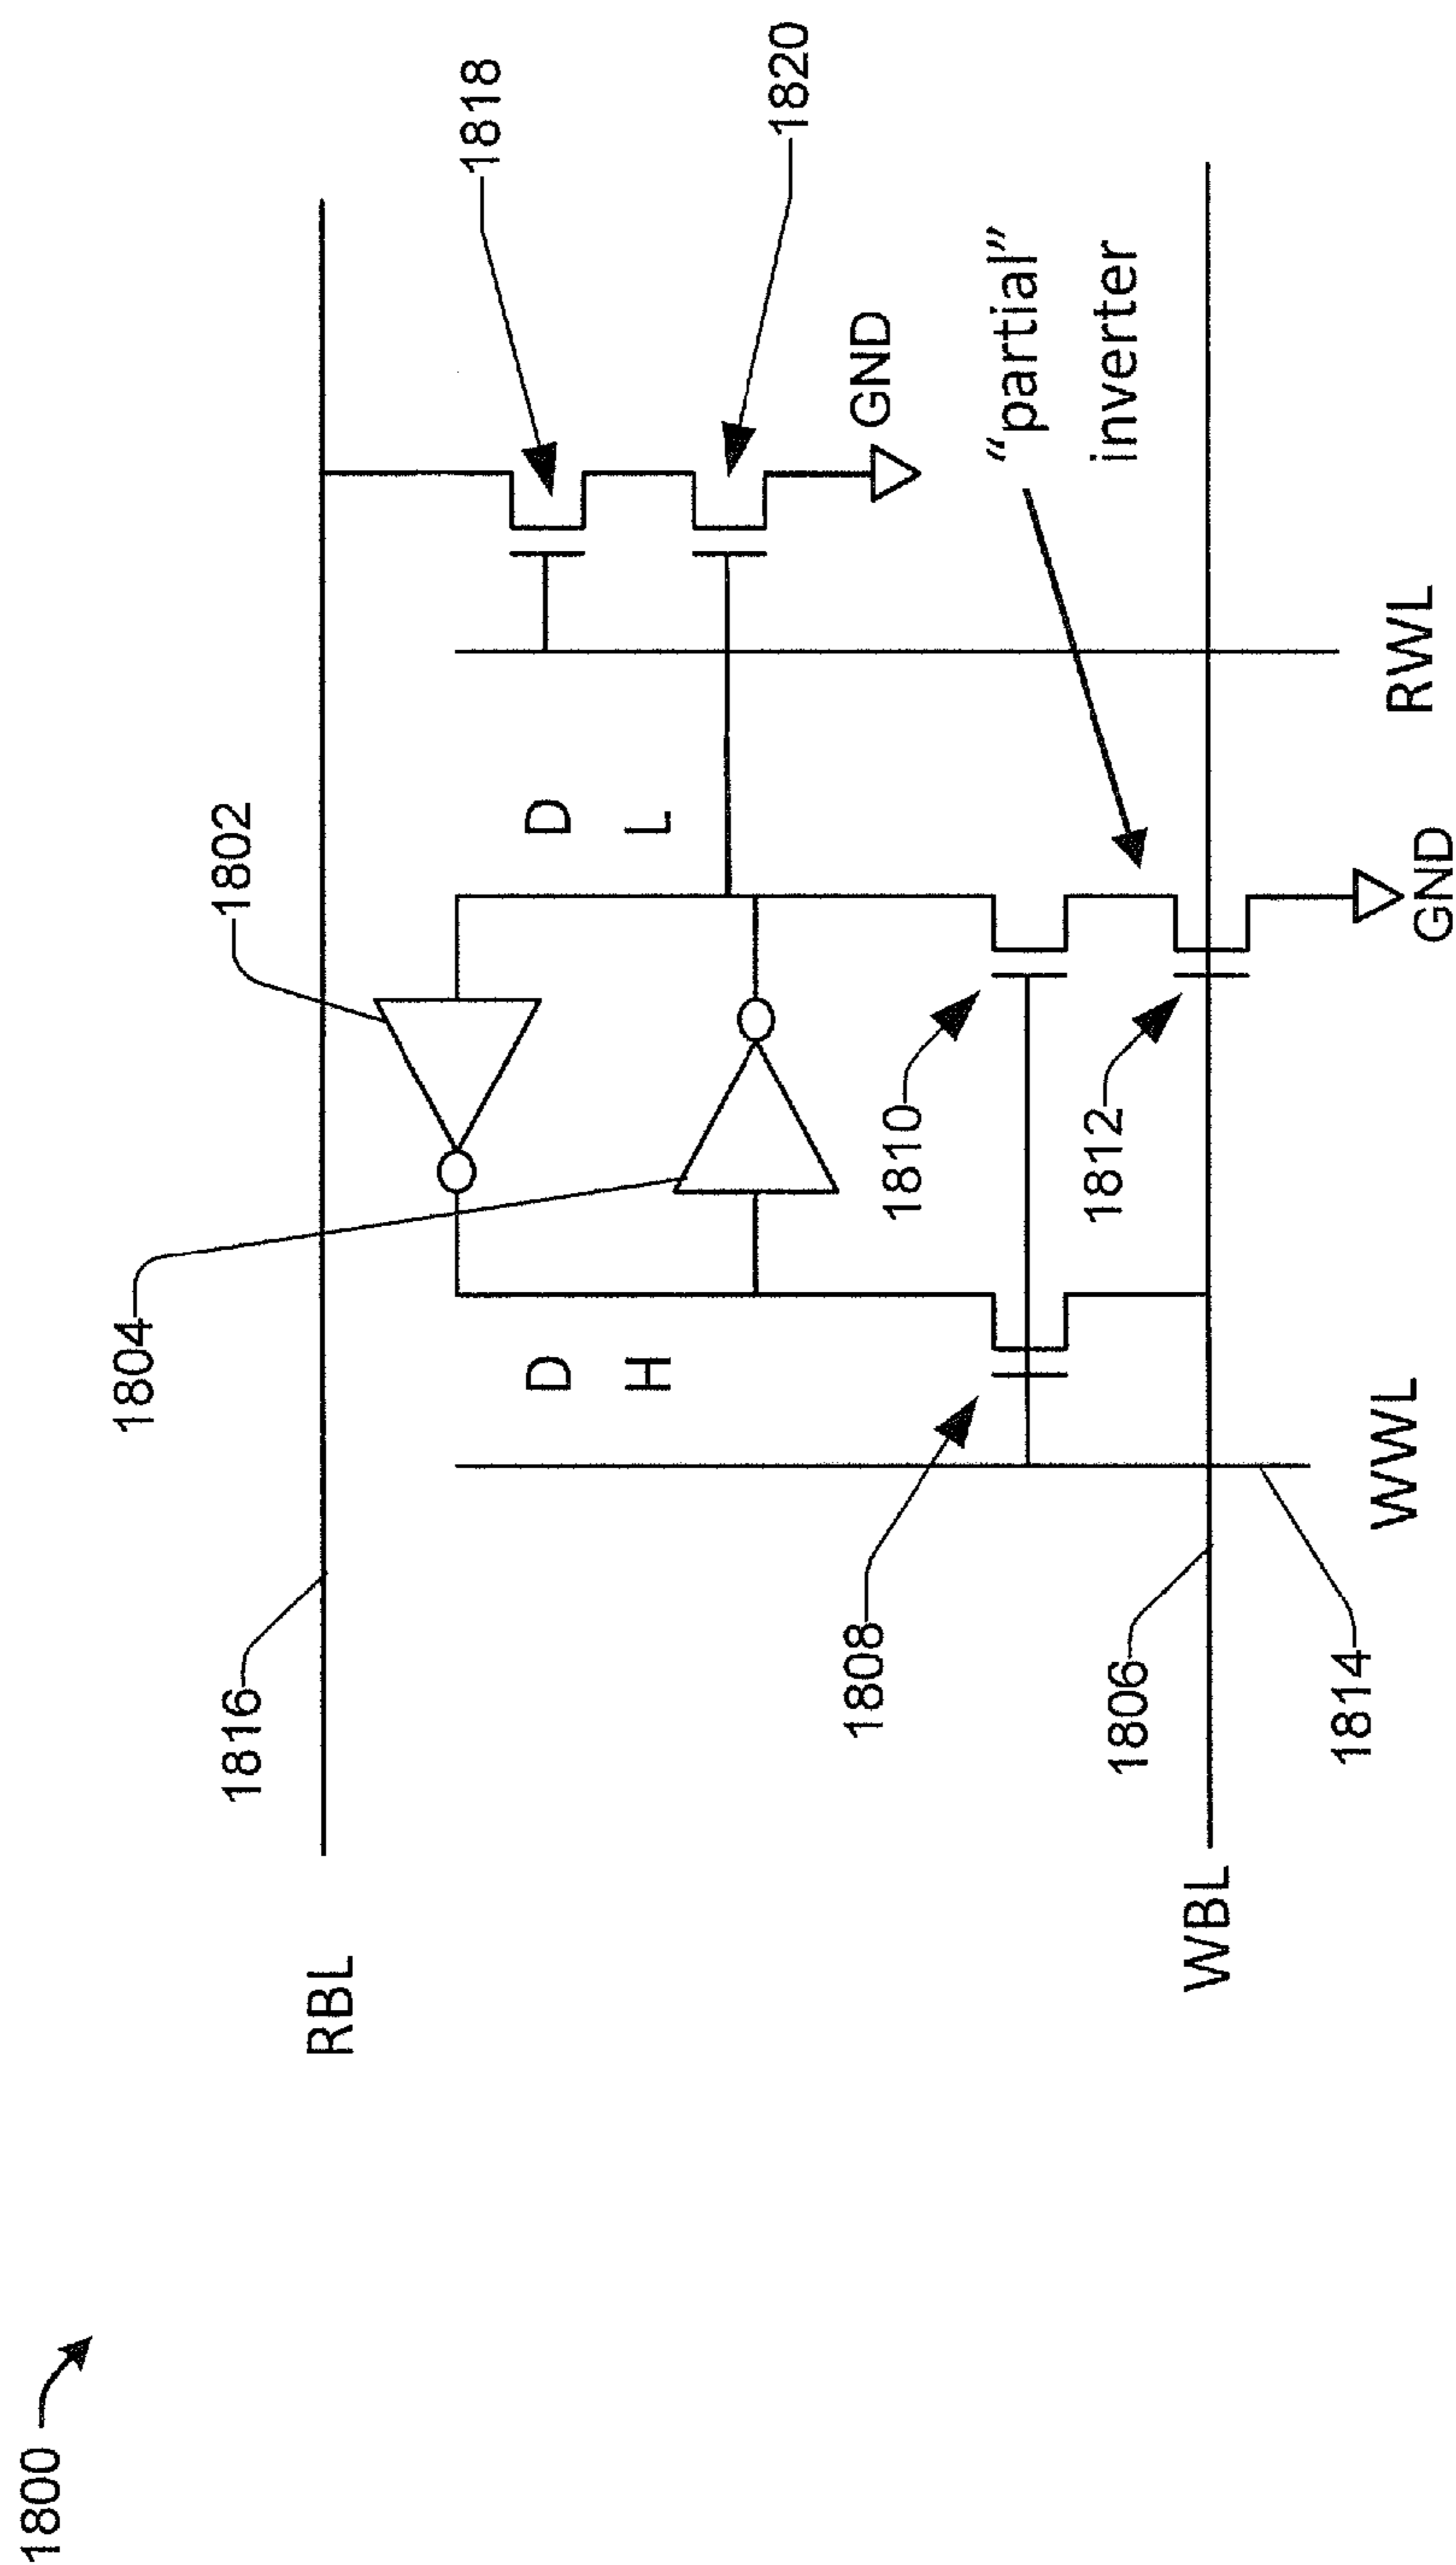 1800
RBL
1816
1804
1802
1818
1820
D
H
D
L
GND
"partial"
inverter
1808
1810
1812
WBL
1806
1814
WWL
GND
RWL